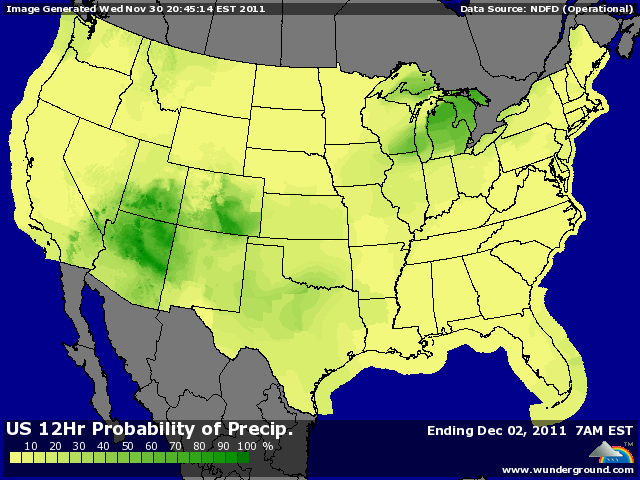 Image Generated Wed Nov 30 20:45:14 EST 2011 Data Source: NDFD (Operational)
US 12Hr Probability of Precip. Ending Dec 02, 2011 7AM EST
10 20 30 40 50 60 70 80 90 100 %
TM
www.wunderground.com